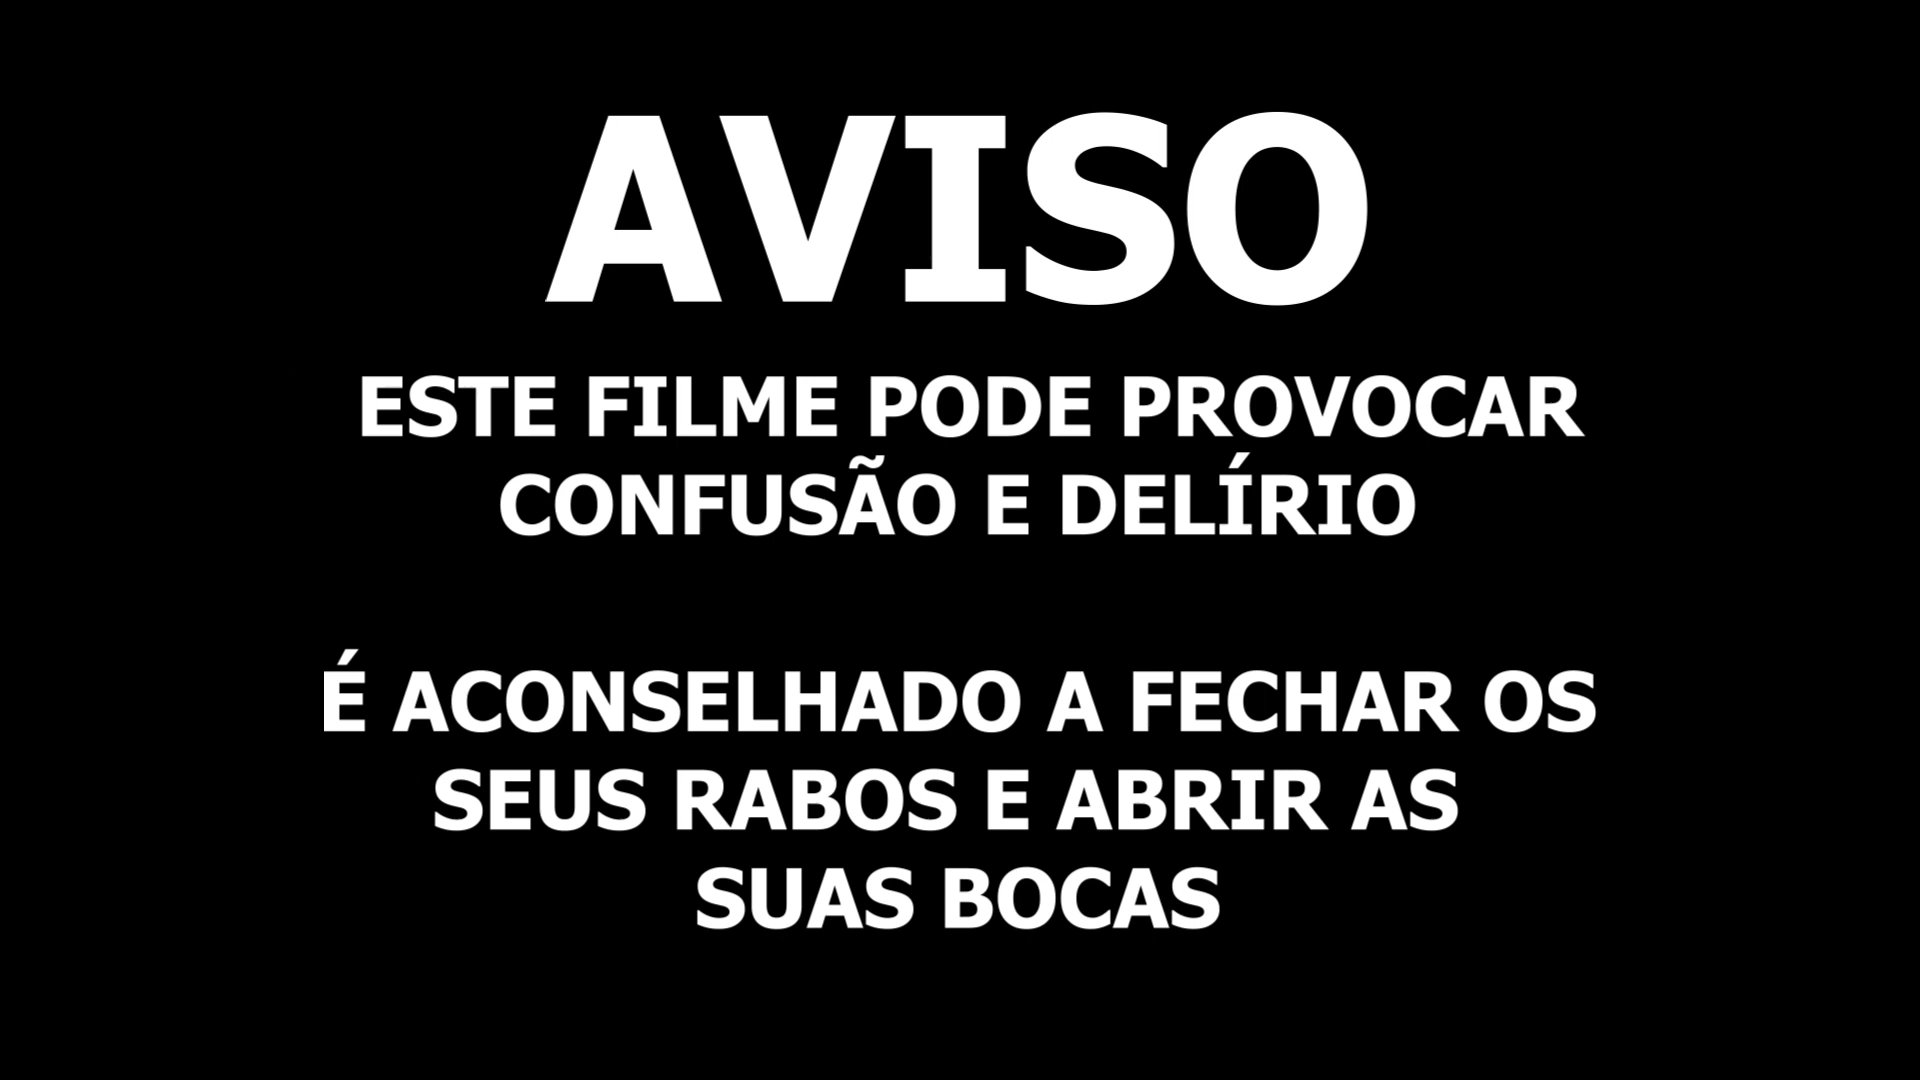 AVISO
ESTE FILME PODE PROVOCAR
CONFUSÃO E DELÍRIO
É ACONSELHADO A FECHAR OS
SEUS RABOS E ABRIR AS
SUAS BOCAS